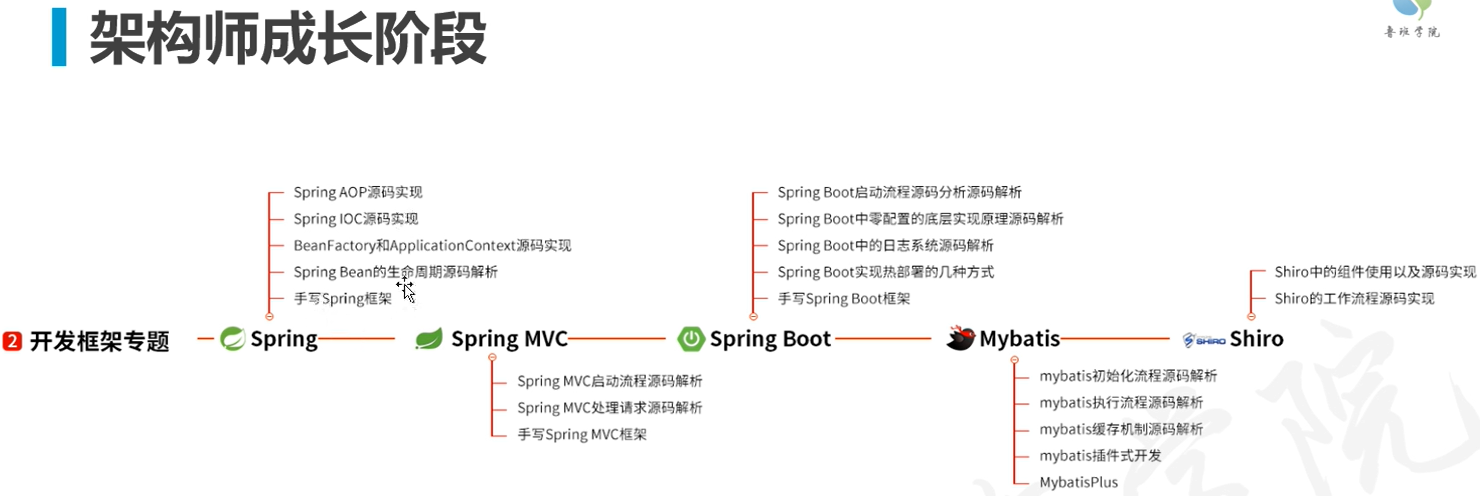 架构师成长阶段
鲁班学院
Spring AOP源码实现
Spring IOC源码实现
BeanFactory和ApplicationContext源码实现
Spring Bean的生命周期源码解析
手写Spring框架
Spring Boot启动流程源码分析源码解析
Spring Boot中零配置的底层实现原理源码解析
Spring Boot中的日志系统源码解析
Spring Boot实现热部署的几种方式
手写Spring Boot框架
Shiro中的组件使用以及源码实现
Shiro的工作流程源码实现
2 开发框架专题
Spring
Spring MVC
Spring Boot
Mybatis
SHIRO Shiro
Spring MVC启动流程源码解析
Spring MVC处理请求源码解析
手写Spring MVC框架
mybatis初始化流程源码解析
mybatis执行流程源码解析
mybatis缓存机制源码解析
mybatis插件式开发
MybatisPlus
学院